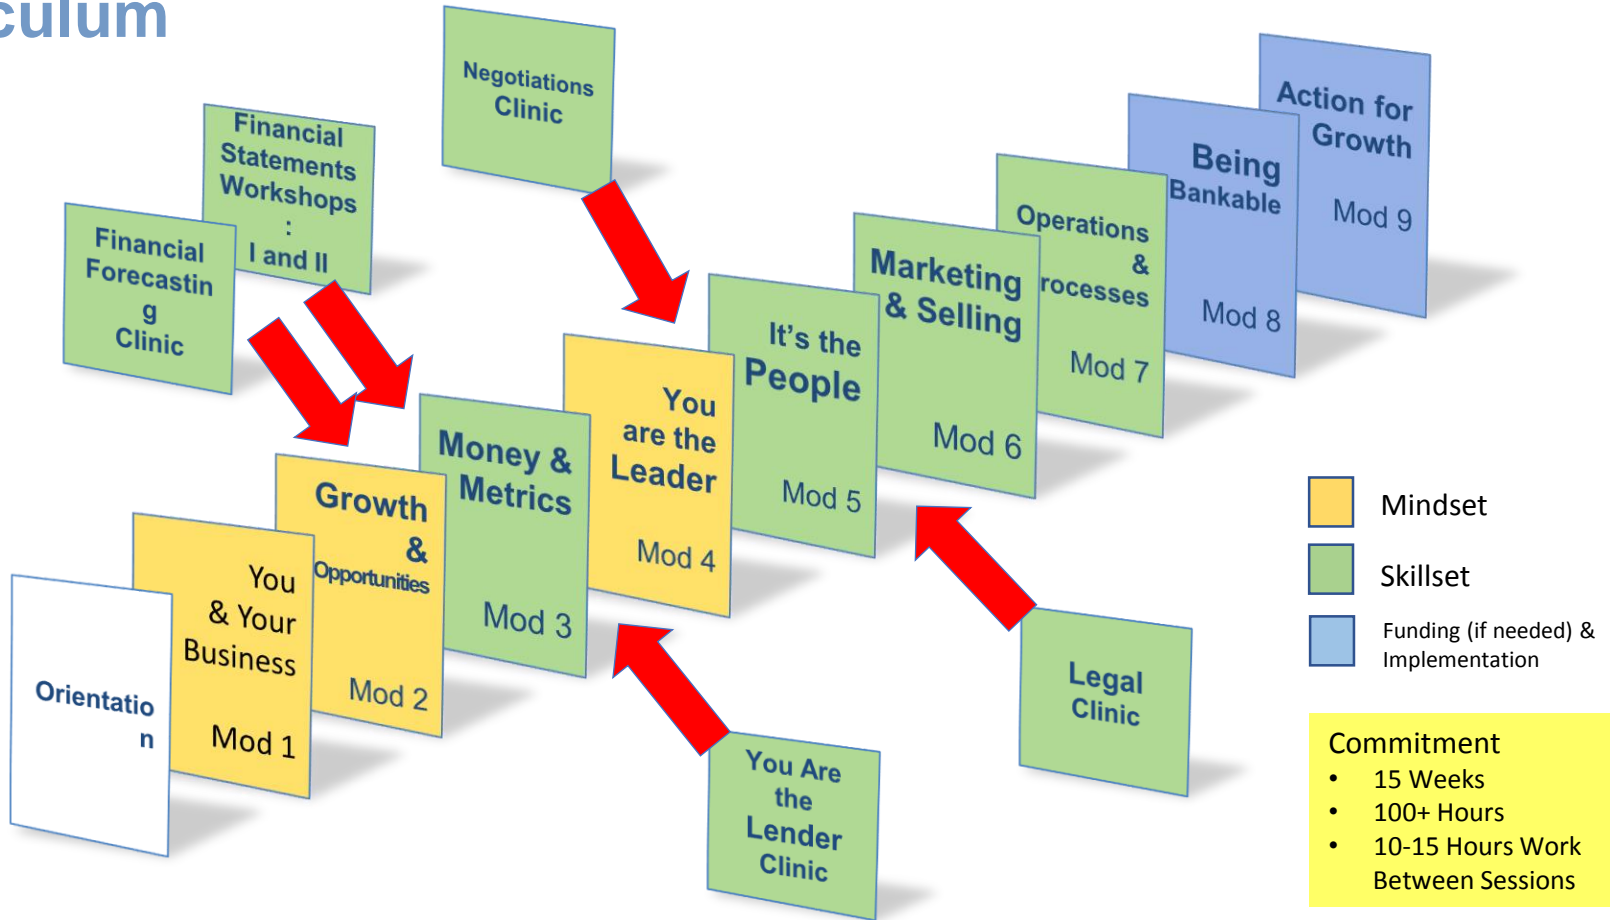 culum
Negotiations
Clinic
Financial
Statements
Workshops
:
I and II
Financial
Forecastin
g
Clinic
Orientatio
n
You
& Your
Business
Mod 1
Growth
&
Opportunities
Mod 2
Money &
Metrics
Mod 3
You
are the
Leader
Mod 4
It's the
People
Mod 5
Marketing
& Selling
Mod 6
Operations
&
rocesses
Mod 7
Being
Bankable
Mod 8
Action for
Growth
Mod 9
You Are
the
Lender
Clinic
Legal
Clinic
Mindset
Skillset
Funding (if needed) &
Implementation
Commitment
• 15 Weeks
• 100+ Hours
• 10-15 Hours Work
Between Sessions